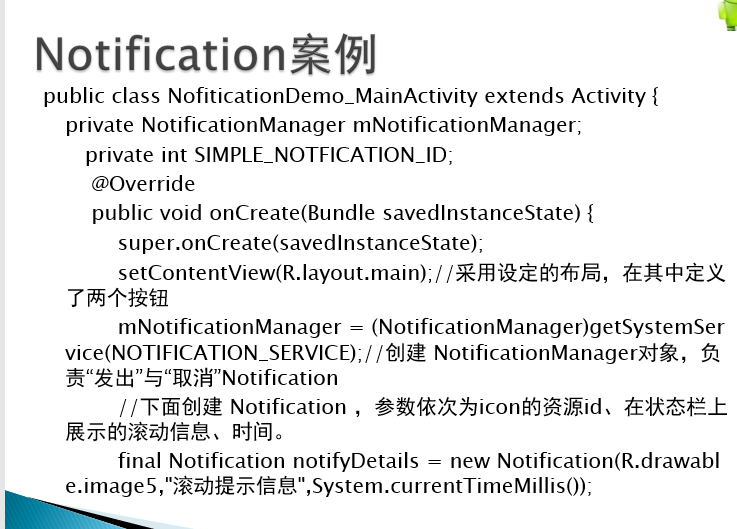 Notification案例
public class NofiticationDemo_MainActivity extends Activity {
private NotificationManager mNotificationManager;
private int SIMPLE_NOTFICATION_ID;
@Override
public void onCreate(Bundle savedInstanceState) {
super.onCreate(savedInstanceState);
setContentView(R.layout.main);//采用设定的布局，在其中定义
了两个按钮
mNotificationManager = (NotificationManager)getSystemSer
vice(NOTIFICATION_SERVICE);//创建 NotificationManager对象，负
责“发出”与“取消”Notification
//下面创建 Notification ，参数依次为icon的资源id、在状态栏上
展示的滚动信息、时间。
final Notification notifyDetails = new Notification(R.drawabl
e.image5,"滚动提示信息",System.currentTimeMillis());